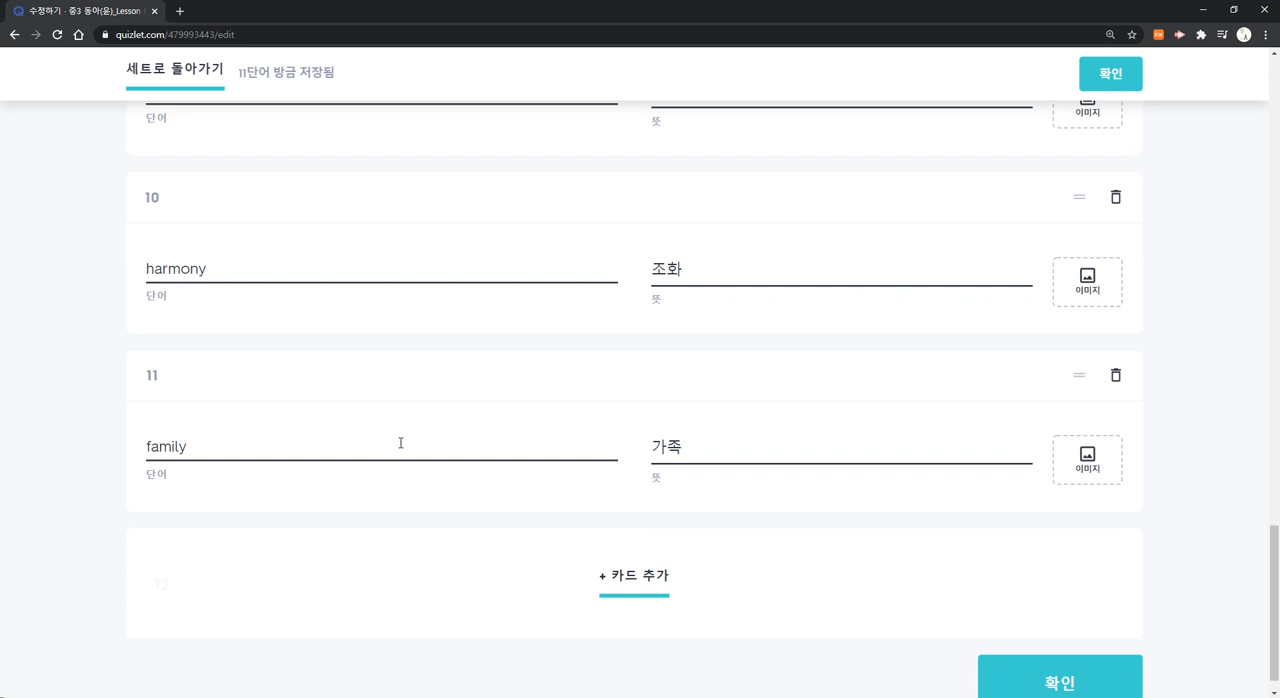 수정하기 - 중3 동아(윤)_Lesson
quizlet.com/479993443/edit
세트로 돌아가기
11단어 방금 저장됨
확인
단어
뜻
이미지
10
harmony
조화
단어
뜻
이미지
11
family
가족
단어
뜻
이미지
12
+ 카드 추가
확인